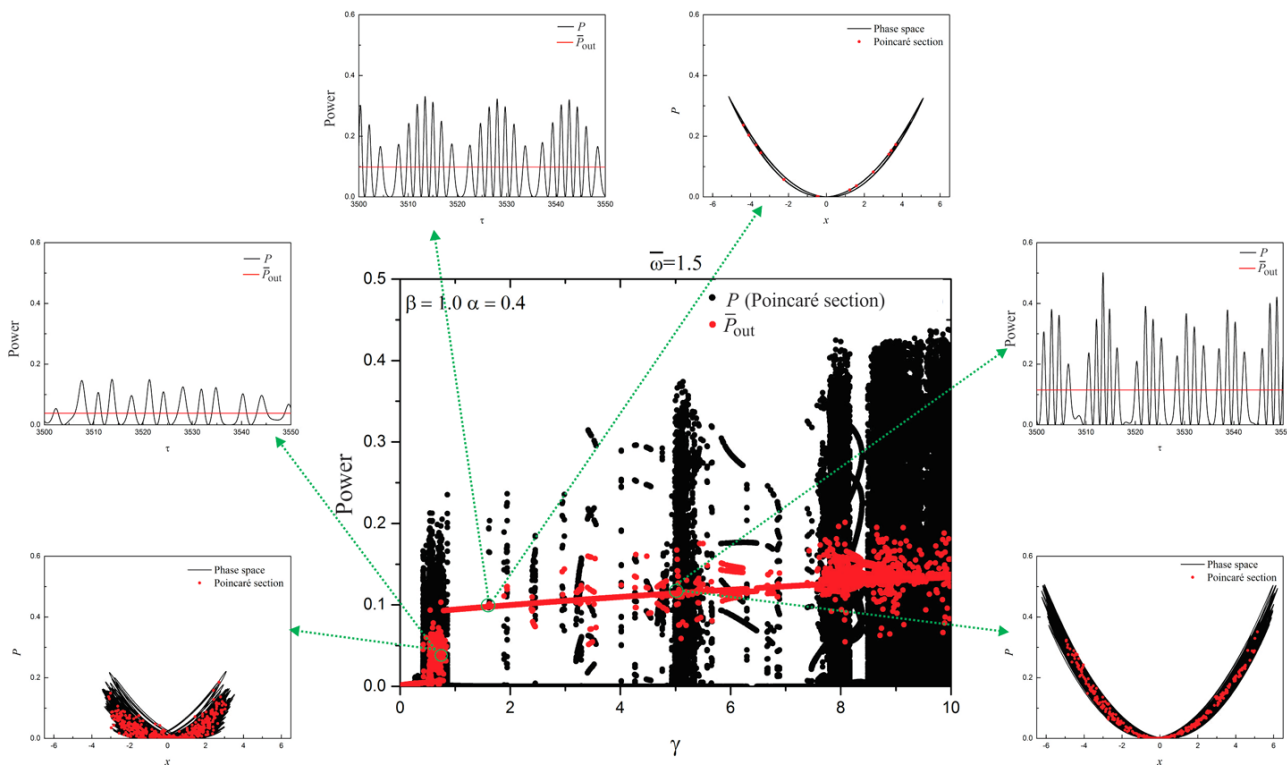 0.6
P
P̄out
0.4
Power
0.2
0.0
3500 3510 3520 3530 3540 3550
τ
0.6
Phase space
Poincaré section
0.4
P
0.2
0.0
-6 -4 -2 0 2 4 6
x
0.6
P
P̄out
0.4
Power
0.2
0.0
3500 3510 3520 3530 3540 3550
τ
0.6
P
P̄out
0.4
Power
0.2
0.0
3500 3510 3520 3530 3540 355
τ
ω̄=1.5
β = 1.0 α = 0.4
P (Poincaré section)
P̄out
0.5
0.4
0.3
Power
0.2
0.1
0.0
0 2 4 6 8 10
γ
0.6
Phase space
Poincaré section
0.4
P
0.2
0.0
-6 -4 -2 0 2 4 6
x
0.6
Phase space
Poincaré section
0.4
P
0.2
0.0
-6 -4 -2 0 2 4 6
x